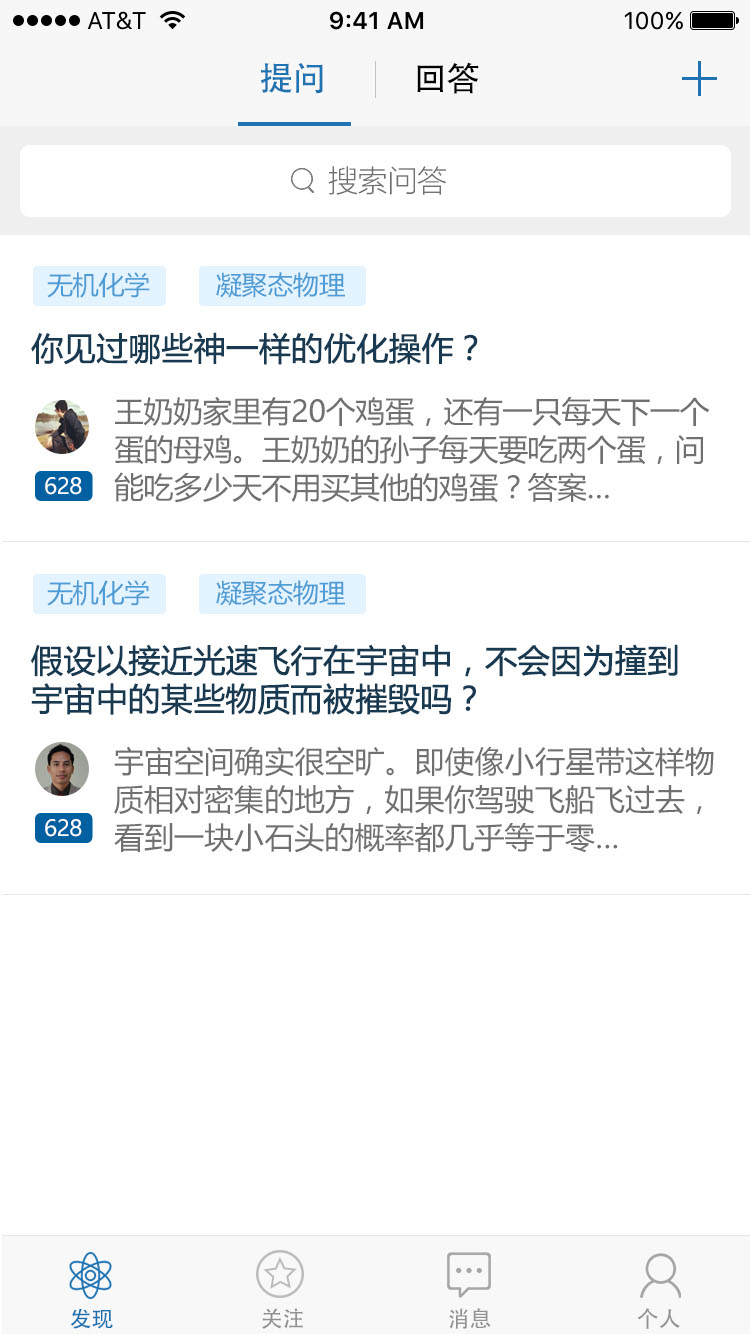 AT&T 9:41 AM 100%
提问 回答
搜索问答
无机化学 凝聚态物理
你见过哪些神一样的优化操作？
王奶奶家里有20个鸡蛋，还有一只每天下一个
蛋的母鸡。王奶奶的孙子每天要吃两个蛋，问
能吃多少天不用买其他的鸡蛋？答案...
628
无机化学 凝聚态物理
假设以接近光速飞行在宇宙中，不会因为撞到
宇宙中的某些物质而被摧毁吗？
宇宙空间确实很空旷。即使像小行星带这样物
质相对密集的地方，如果你驾驶飞船飞过去，
看到一块小石头的概率都几乎等于零...
628
发现 关注 消息 个人